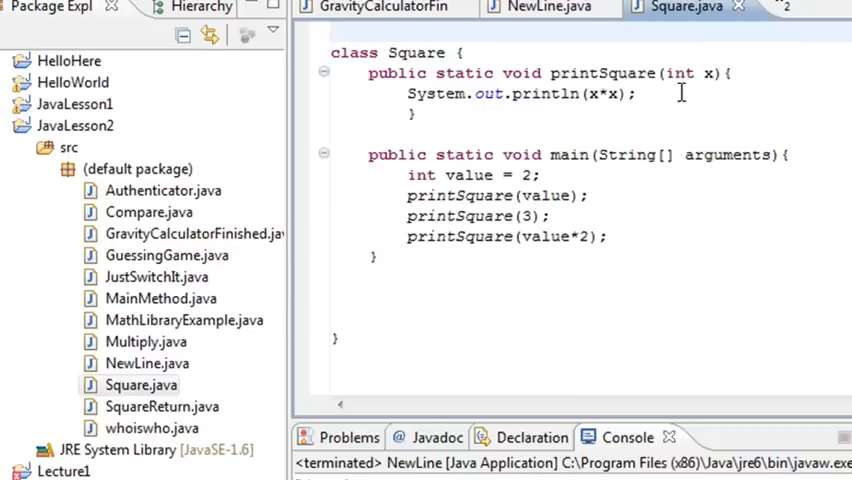 Package Expl
Hierarchy
GravityCalculatorFin
NewLine.java
Square.java
2
HelloHere
HelloWorld
JavaLesson1
JavaLesson2
src
(default package)
Authenticator.java
Compare.java
GravityCalculatorFinished.jav
GuessingGame.java
JustSwitchIt.java
MainMethod.java
MathLibraryExample.java
Multiply.java
NewLine.java
Square.java
SquareReturn.java
whoiswho.java
JRE System Library [JavaSE-1.6]
Lecture1
class Square {
public static void printSquare(int x){
System.out.println(x*x);
}
public static void main(String[] arguments){
int value = 2;
printSquare(value);
printSquare(3);
printSquare(value*2);
}
}
Problems
@ Javadoc
Declaration
Console
<terminated> NewLine [Java Application] C:\Program Files (x86)\Java\jre6\bin\javaw.exe